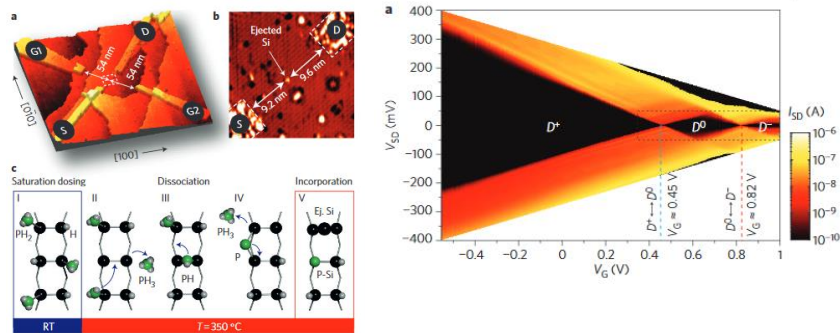 a
G1
D
54 nm
54 nm
S
G2
[010]
[100]
b
Ejected
Si
D
9.6 nm
9.2 nm
S
c
Saturation dosing
Dissociation
Incorporation
I
II
III
IV
V
PH2
H
PH3
PH
PH3
P
Ej. Si
P-Si
RT
T = 350 °C
a
400
300
200
100
0
−100
−200
−300
−400
VSD (mV)
D+
D0
D−
D+⟷D0
VG ≈ 0.45 V
D0⟷D−
VG ≈ 0.82 V
−0.4
−0.2
0
0.2
0.4
0.6
0.8
1
VG (V)
ISD (A)
10−6
10−7
10−8
10−9
10−10